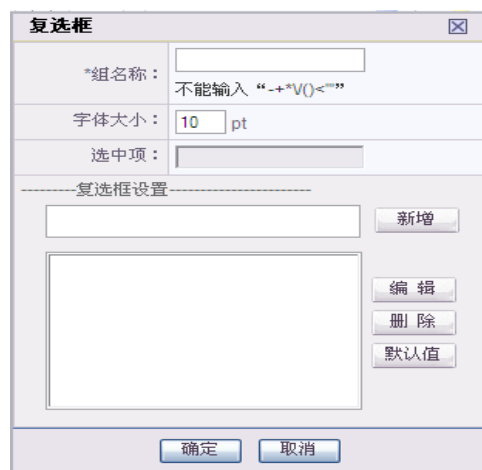 复选框
*组名称：
不能输入 “-+*\/()<'"”
字体大小： 10 pt
选中项：
---------复选框设置-----------------------
新增
编 辑
删 除
默认值
确定 取消